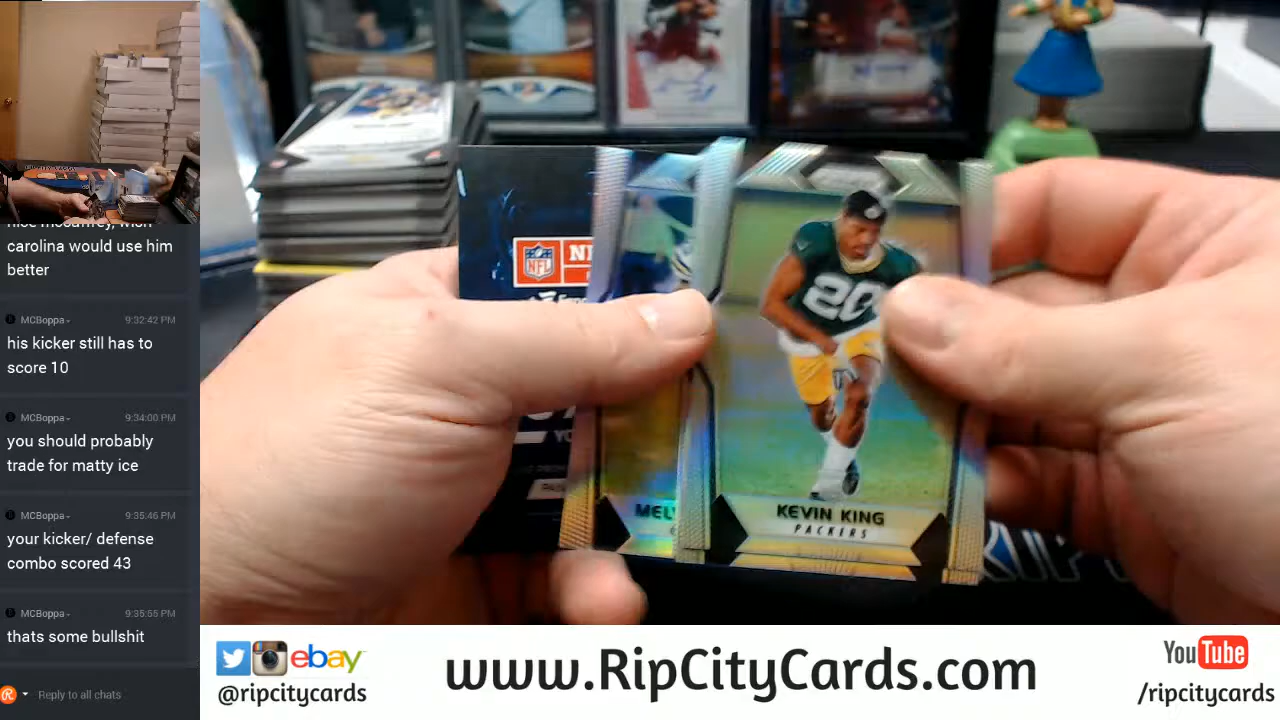 carolina would use him
better
MCBoppa- 9:32:42 PM
his kicker still has to
score 10
MCBoppa- 9:34:00 PM
you should probably
trade for matty ice
MCBoppa- 9:35:46 PM
your kicker/ defense
combo scored 43
MCBoppa- 9:35:55 PM
thats some bullshit
Reply to all chats
NFL
20
KEVIN KING
PACKERS
ebay
@ripcitycards
www.RipCityCards.com
YouTube
/ripcitycards